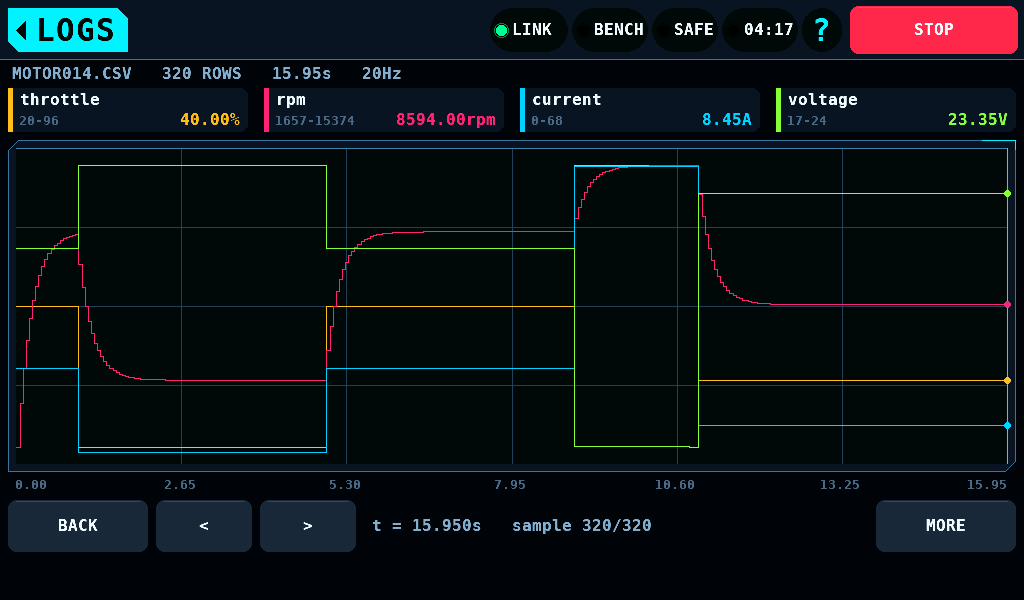 LOGS LINK BENCH SAFE 04:17 ? STOP
MOTOR014.CSV 320 ROWS 15.95s 20Hz
throttle rpm current voltage
20-96 40.00% 1657-15374 8594.00rpm 0-68 8.45A 17-24 23.35V
0.00 2.65 5.30 7.95 10.60 13.25 15.95
BACK < > t = 15.950s sample 320/320 MORE